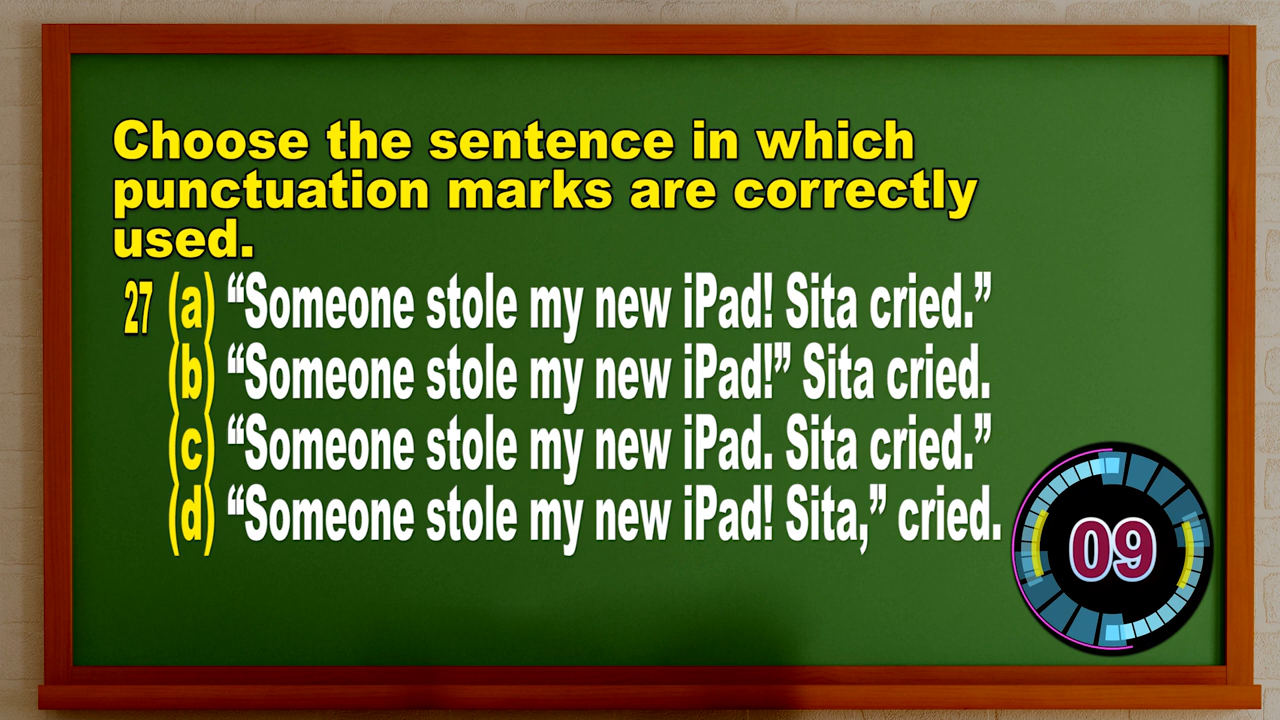 Choose the sentence in which
punctuation marks are correctly
used.
27 (a) “Someone stole my new iPad! Sita cried.”
(b) “Someone stole my new iPad!” Sita cried.
(c) “Someone stole my new iPad. Sita cried.”
(d) “Someone stole my new iPad! Sita,” cried.
09